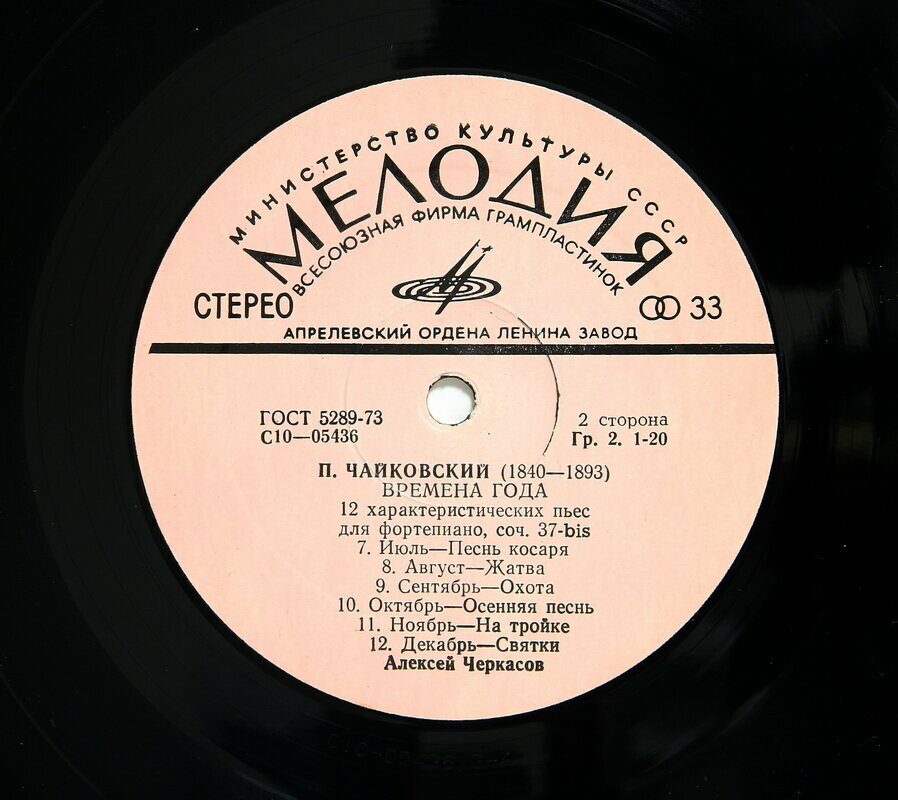 МИНИСТЕРСТВО КУЛЬТУРЫ СССР
МЕЛОДИЯ
ВСЕСОЮЗНАЯ ФИРМА ГРАМПЛАСТИНОК
СТЕРЕО
33
АПРЕЛЕВСКИЙ ОРДЕНА ЛЕНИНА ЗАВОД
ГОСТ 5289-73
2 сторона
С10—05436
Гр. 2. 1-20
П. ЧАЙКОВСКИЙ (1840—1893)
ВРЕМЕНА ГОДА
12 характеристических пьес
для фортепиано, соч. 37-bis
7. Июль—Песнь косаря
8. Август—Жатва
9. Сентябрь—Охота
10. Октябрь—Осенняя песнь
11. Ноябрь—На тройке
12. Декабрь—Святки
Алексей Черкасов